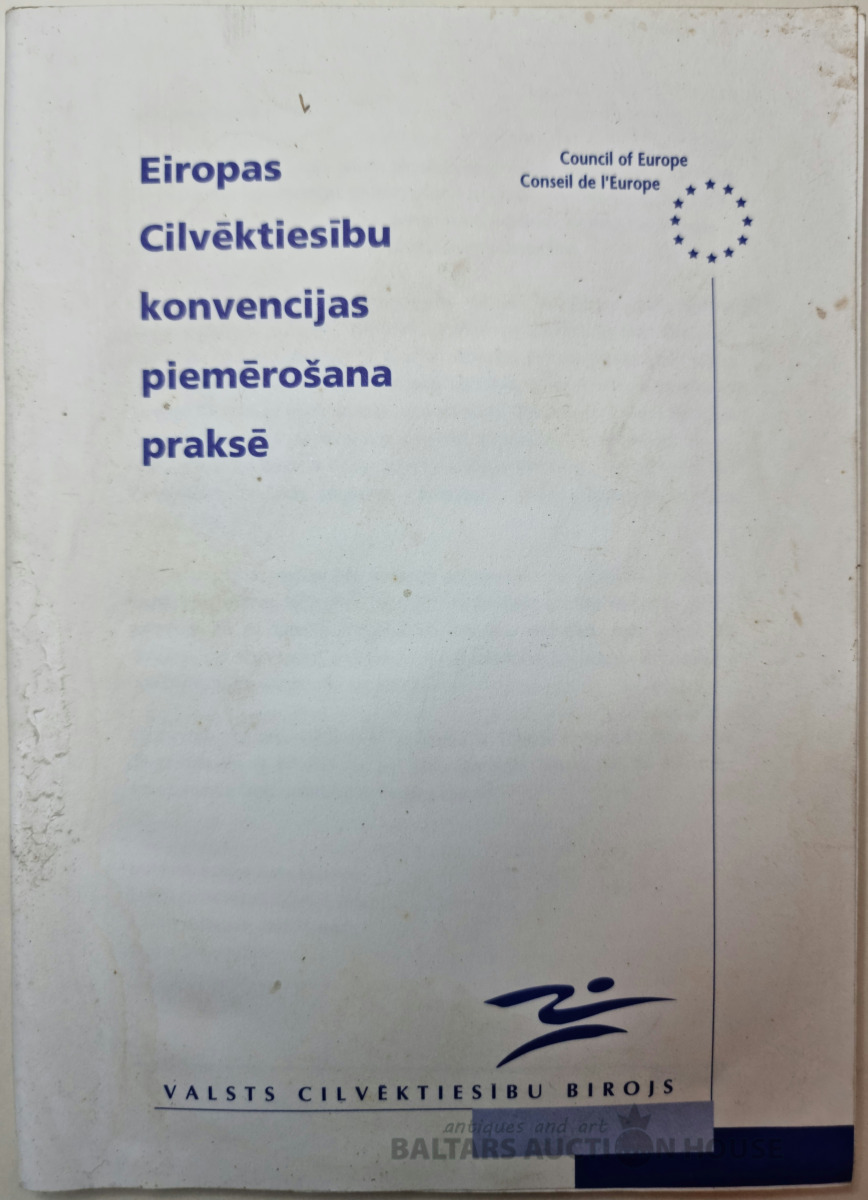 Eiropas
Cilvēktiesību
konvencijas
piemērošana
praksē
Council of Europe
Conseil de l'Europe
VALSTS CILVĒKTIESĪBU BIROJS
antiques and art
BALTARS AUCTION HOUSE